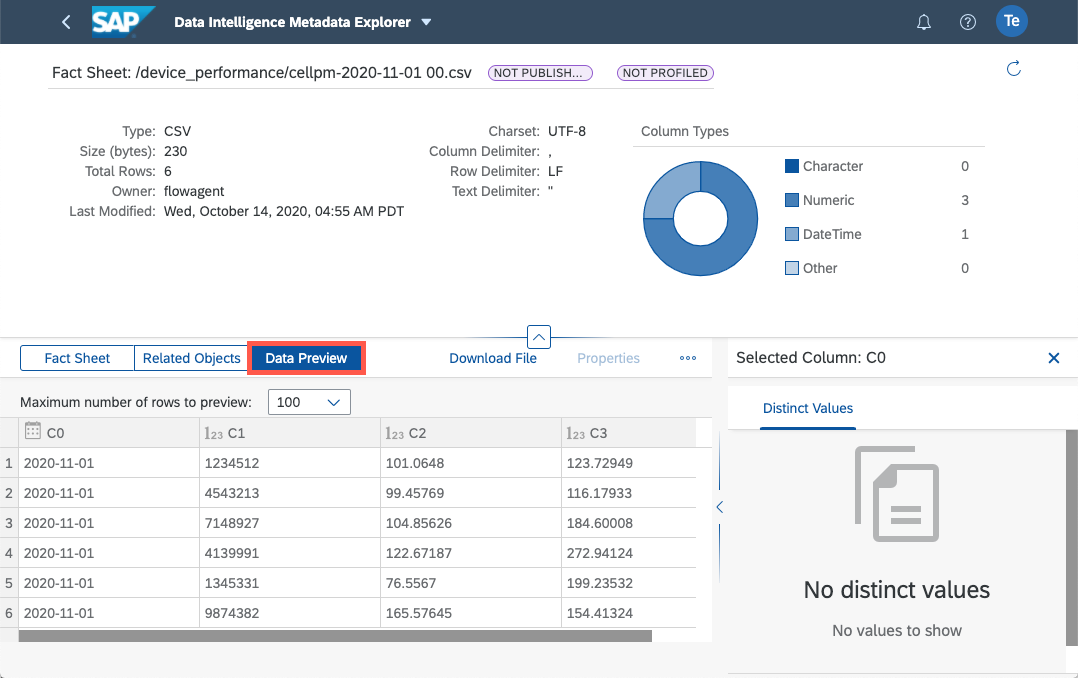 SAP Data Intelligence Metadata Explorer Te
Fact Sheet: /device_performance/cellpm-2020-11-01 00.csv NOT PUBLISH... NOT PROFILED
Type: CSV
Size (bytes): 230
Total Rows: 6
Owner: flowagent
Last Modified: Wed, October 14, 2020, 04:55 AM PDT
Charset: UTF-8
Column Delimiter: ,
Row Delimiter: LF
Text Delimiter: "
Column Types
Character 0
Numeric 3
DateTime 1
Other 0
Fact Sheet Related Objects Data Preview Download File Properties
Maximum number of rows to preview: 100
C0 123 C1 123 C2 123 C3
1 2020-11-01 1234512 101.0648 123.72949
2 2020-11-01 4543213 99.45769 116.17933
3 2020-11-01 7148927 104.85626 184.60008
4 2020-11-01 4139991 122.67187 272.94124
5 2020-11-01 1345331 76.5567 199.23532
6 2020-11-01 9874382 165.57645 154.41324
Selected Column: C0
Distinct Values
No distinct values
No values to show